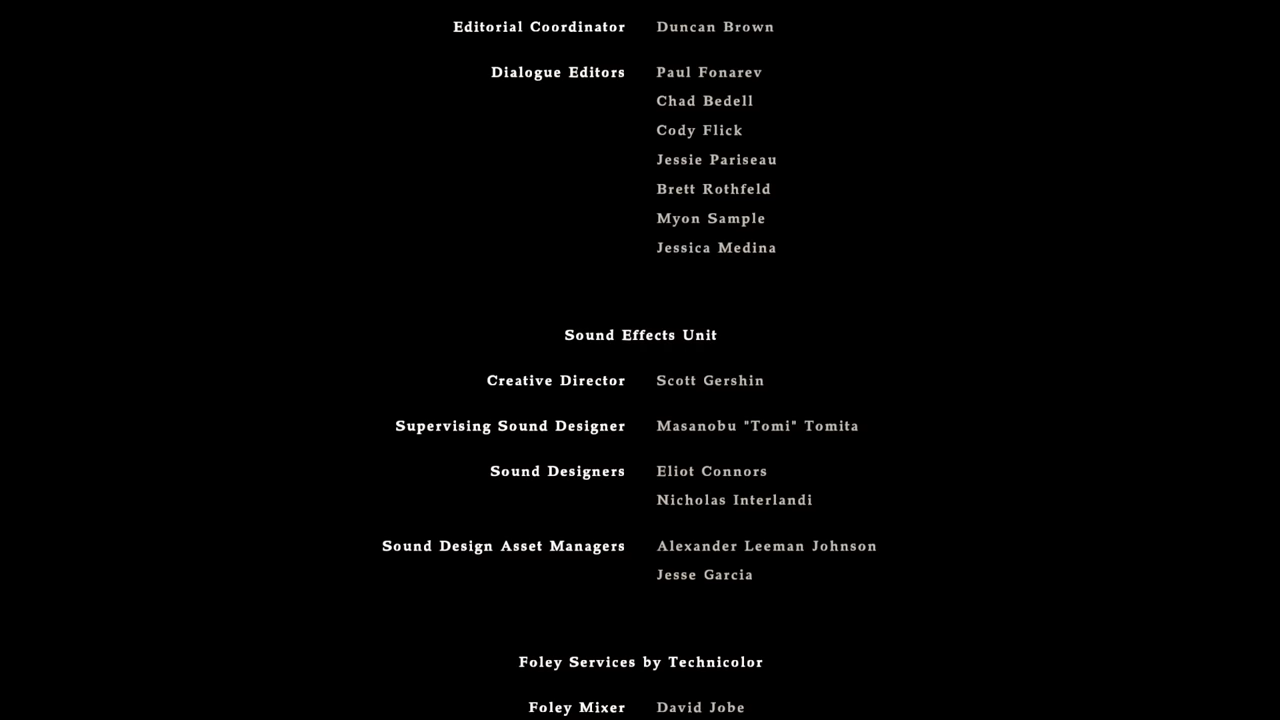 Editorial Coordinator Duncan Brown
Dialogue Editors Paul Fonarev
Chad Bedell
Cody Flick
Jessie Pariseau
Brett Rothfeld
Myon Sample
Jessica Medina
Sound Effects Unit
Creative Director Scott Gershin
Supervising Sound Designer Masanobu "Tomi" Tomita
Sound Designers Eliot Connors
Nicholas Interlandi
Sound Design Asset Managers Alexander Leeman Johnson
Jesse Garcia
Foley Services by Technicolor
Foley Mixer David Jobe